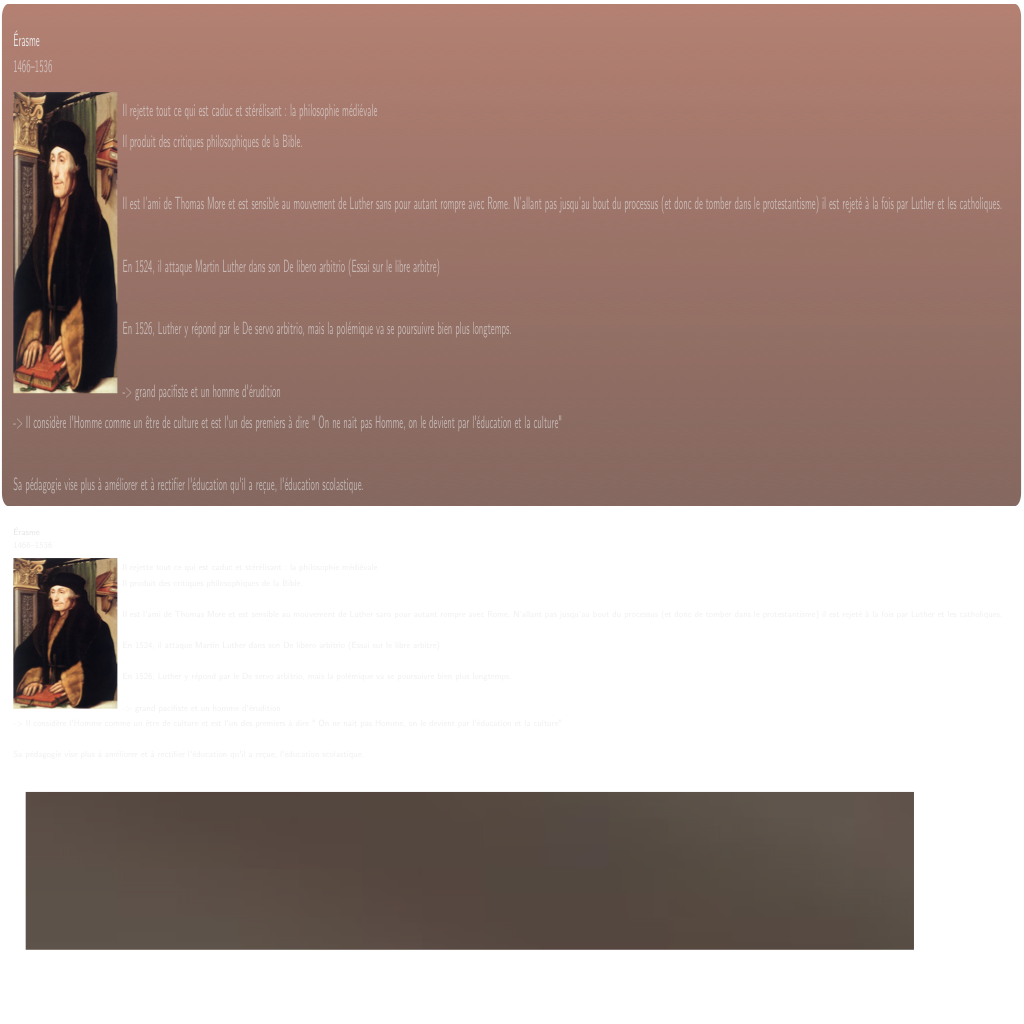 Érasme
1466–1536
Il rejette tout ce qui est caduc et stérélisant : la philosophie médiévale
Il produit des critiques philosophiques de la Bible.
Il est l'ami de Thomas More et est sensible au mouvement de Luther sans pour autant rompre avec Rome. N'allant pas jusqu'au bout du processus (et donc de tomber dans le protestantisme) il est rejeté à la fois par Luther et les catholiques.
En 1524, il attaque Martin Luther dans son De libero arbitrio (Essai sur le libre arbitre)
En 1526, Luther y répond par le De servo arbitrio, mais la polémique va se poursuivre bien plus longtemps.
-> grand pacifiste et un homme d'érudition
-> Il considère l'Homme comme un être de culture et est l'un des premiers à dire " On ne nait pas Homme, on le devient par l'éducation et la culture"
Sa pédagogie vise plus à améliorer et à rectifier l'éducation qu'il a reçue, l'éducation scolastique.
Érasme
1466–1536
Il rejette tout ce qui est caduc et stérélisant : la philosophie médiévale
Il produit des critiques philosophiques de la Bible.
Il est l'ami de Thomas More et est sensible au mouvement de Luther sans pour autant rompre avec Rome. N'allant pas jusqu'au bout du processus (et donc de tomber dans le protestantisme) il est rejeté à la fois par Luther et les catholiques.
En 1524, il attaque Martin Luther dans son De libero arbitrio (Essai sur le libre arbitre)
En 1526, Luther y répond par le De servo arbitrio, mais la polémique va se poursuivre bien plus longtemps.
-> grand pacifiste et un homme d'érudition
-> Il considère l'Homme comme un être de culture et est l'un des premiers à dire " On ne nait pas Homme, on le devient par l'éducation et la culture"
Sa pédagogie vise plus à améliorer et à rectifier l'éducation qu'il a reçue, l'éducation scolastique.